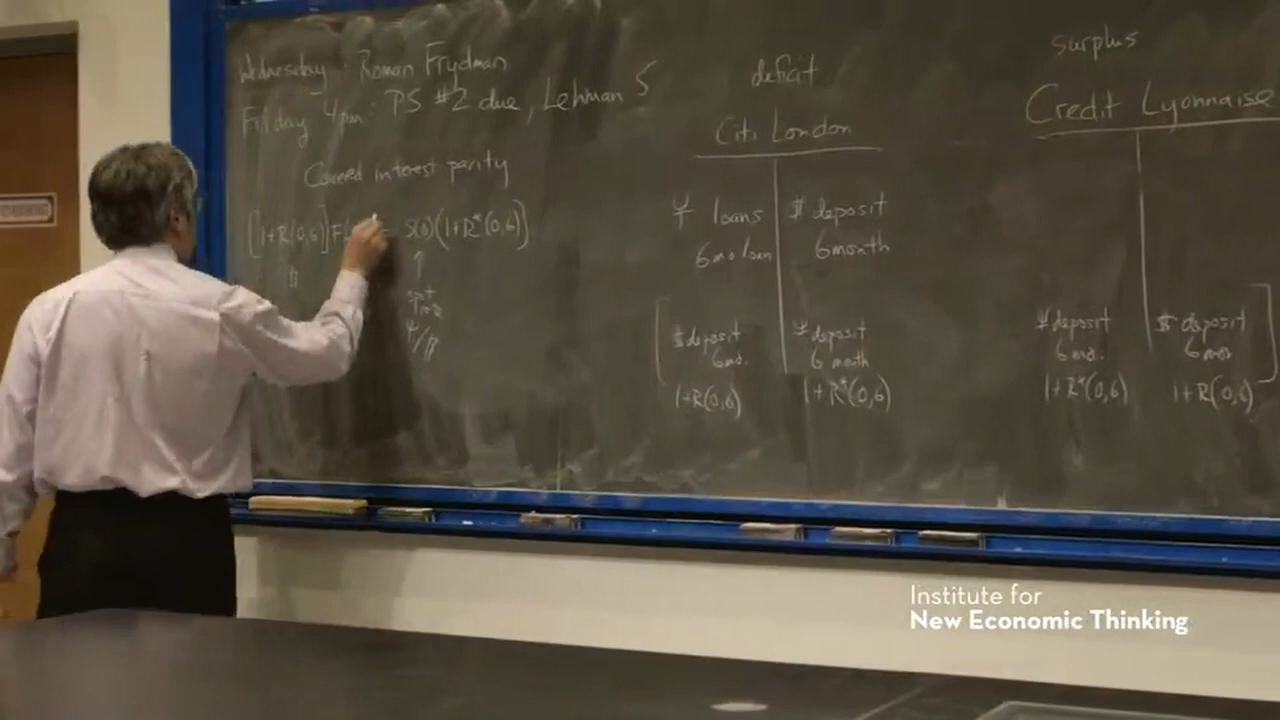 Wednesday: Roman Frydman
Friday 4pm: PS #2 due, Lehman 5
Covered interest parity
[1+R(0,6)]F = S(0)(1+R*(0,6))
↑
spot
¥/$
deficit
Citi London
¥ loans
6 mo loan
$ deposit
6 month
$ deposit
6 mo.
1+R(0,6)
¥ deposit
6 month
1+R*(0,6)
surplus
Credit Lyonnaise
¥ deposit
6 mo.
1+R*(0,6)
$ deposit
6 mo
1+R(0,6)
Institute for
New Economic Thinking